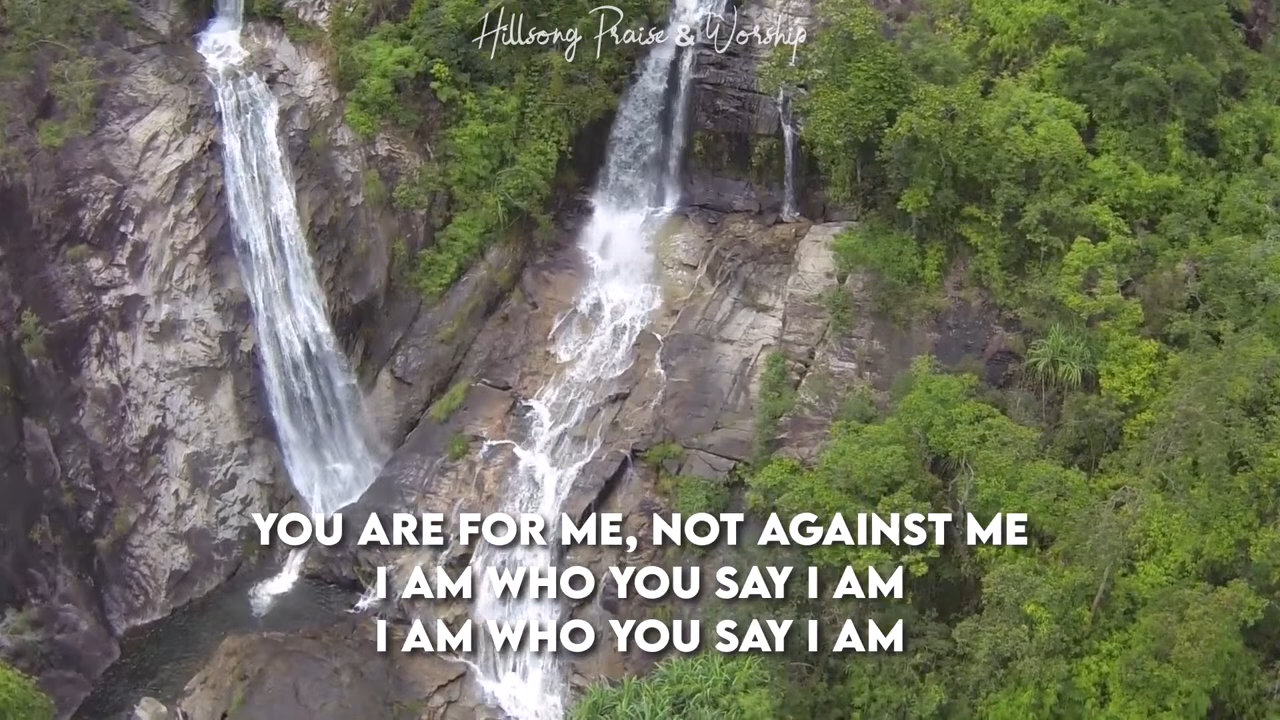 Hillsong Praise & Worship
YOU ARE FOR ME, NOT AGAINST ME
I AM WHO YOU SAY I AM
I AM WHO YOU SAY I AM